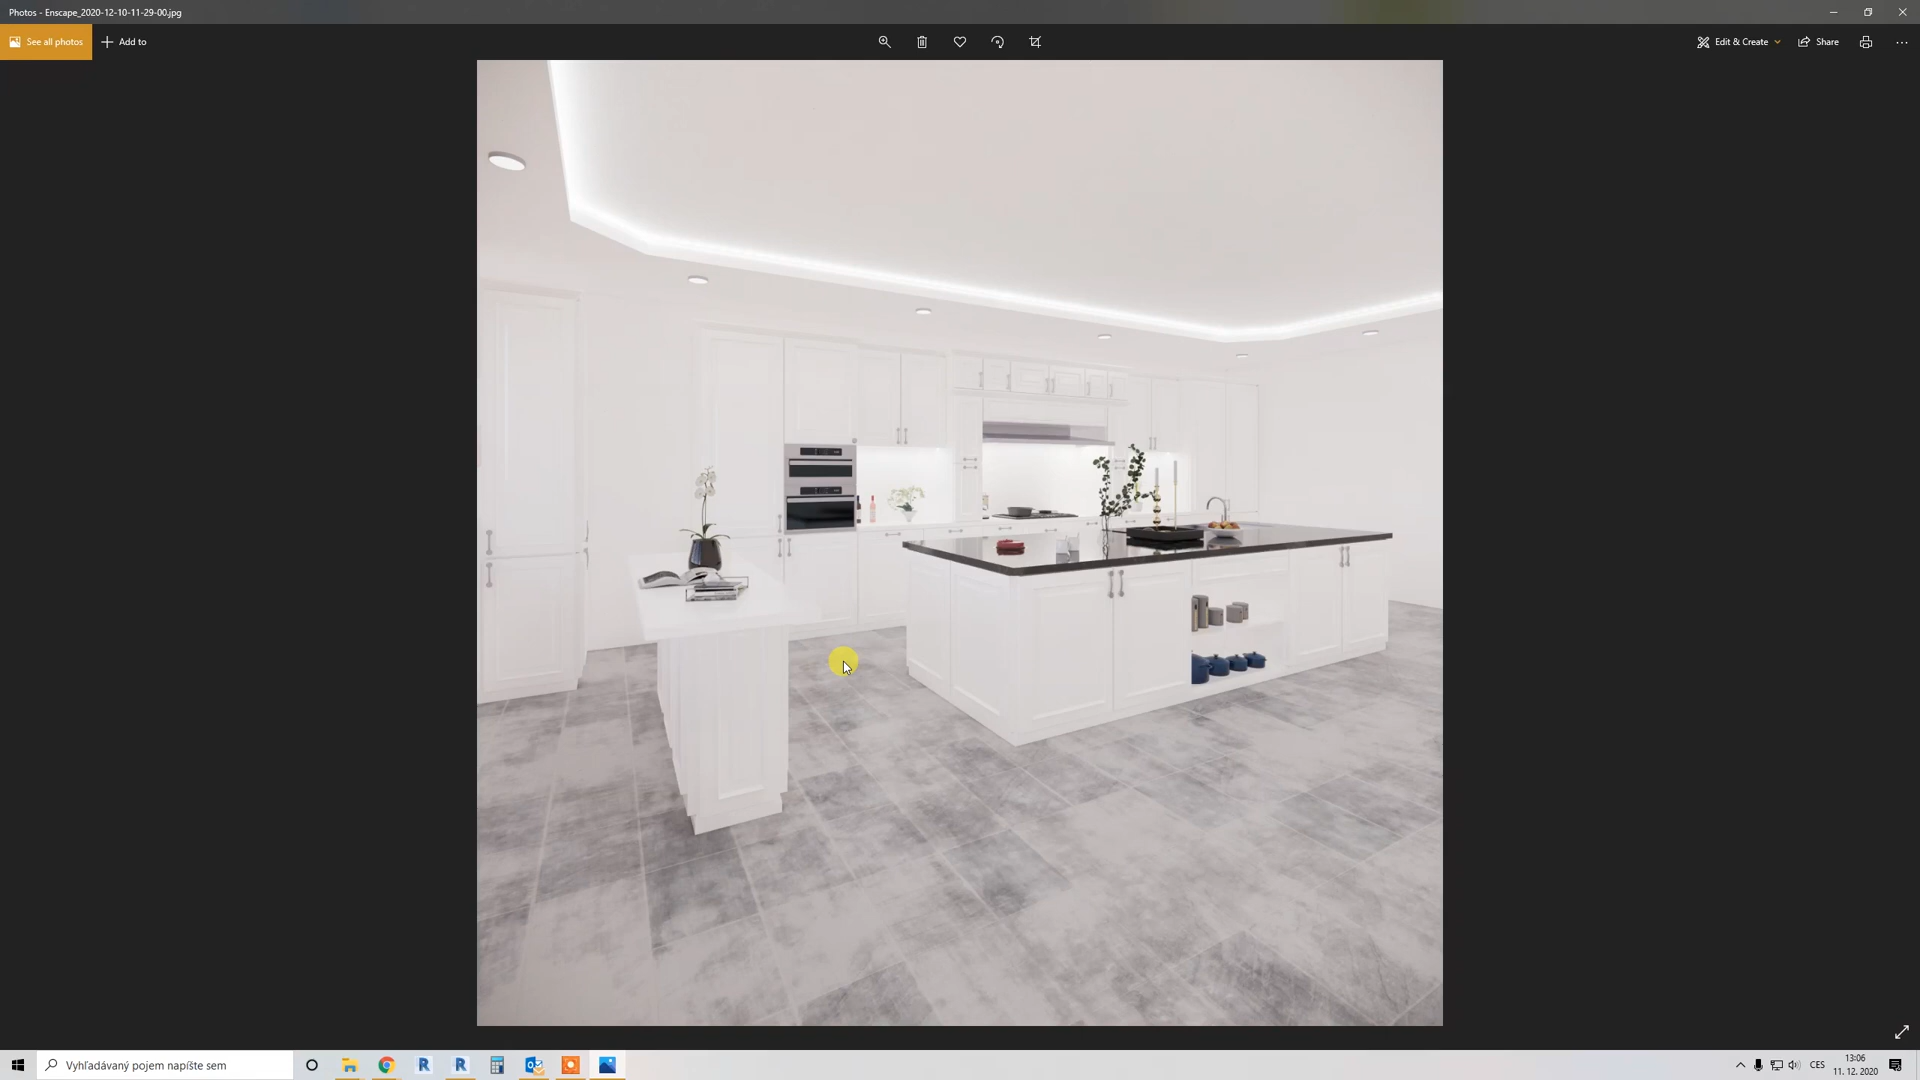 Photos - Enscape_2020-12-10-11-29-00.jpg
See all photos
Add to
Edit & Create
Share
Vyhľadávaný pojem napíšte sem
CES
13:06
11. 12. 2020